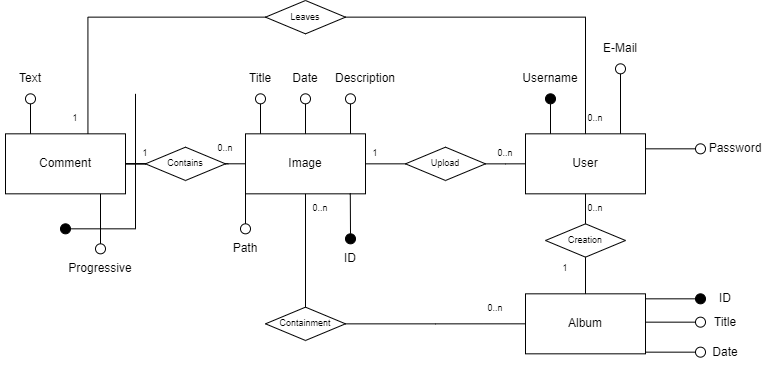 Leaves
E-Mail
Text
Title
Date
Description
Username
1
0..n
Comment
1
Contains
0..n
Image
1
Upload
0..n
User
Password
0..n
0..n
Path
ID
Creation
Progressive
1
ID
0..n
Containment
Album
Title
Date